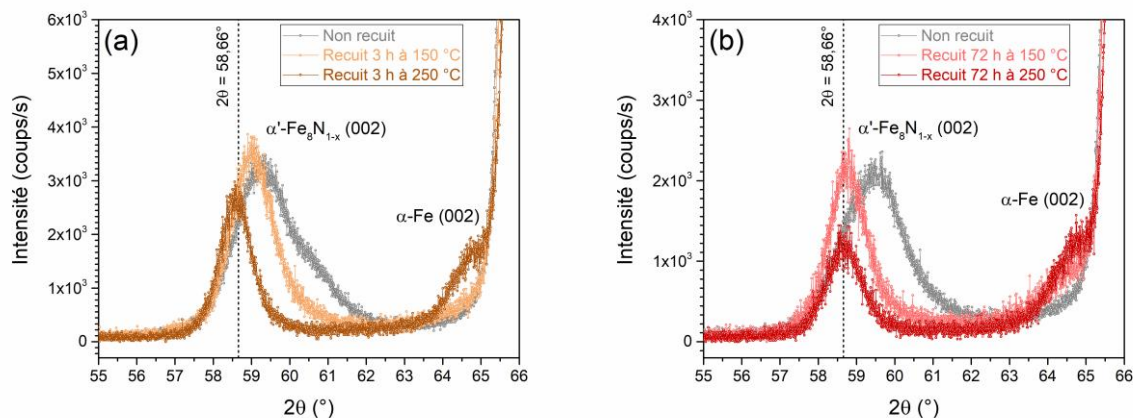 (a)
Non recuit
Recuit 3 h à 150 °C
Recuit 3 h à 250 °C
2θ = 58,66°
α'-Fe₈N₁₋ₓ (002)
α-Fe (002)
Intensité (coups/s)
6x10³
5x10³
4x10³
3x10³
2x10³
1x10³
0
55 56 57 58 59 60 61 62 63 64 65 66
2θ (°)
(b)
Non recuit
Recuit 72 h à 150 °C
Recuit 72 h à 250 °C
2θ = 58,66°
α'-Fe₈N₁₋ₓ (002)
α-Fe (002)
Intensité (coups/s)
4x10³
3x10³
2x10³
1x10³
0
55 56 57 58 59 60 61 62 63 64 65 66
2θ (°)